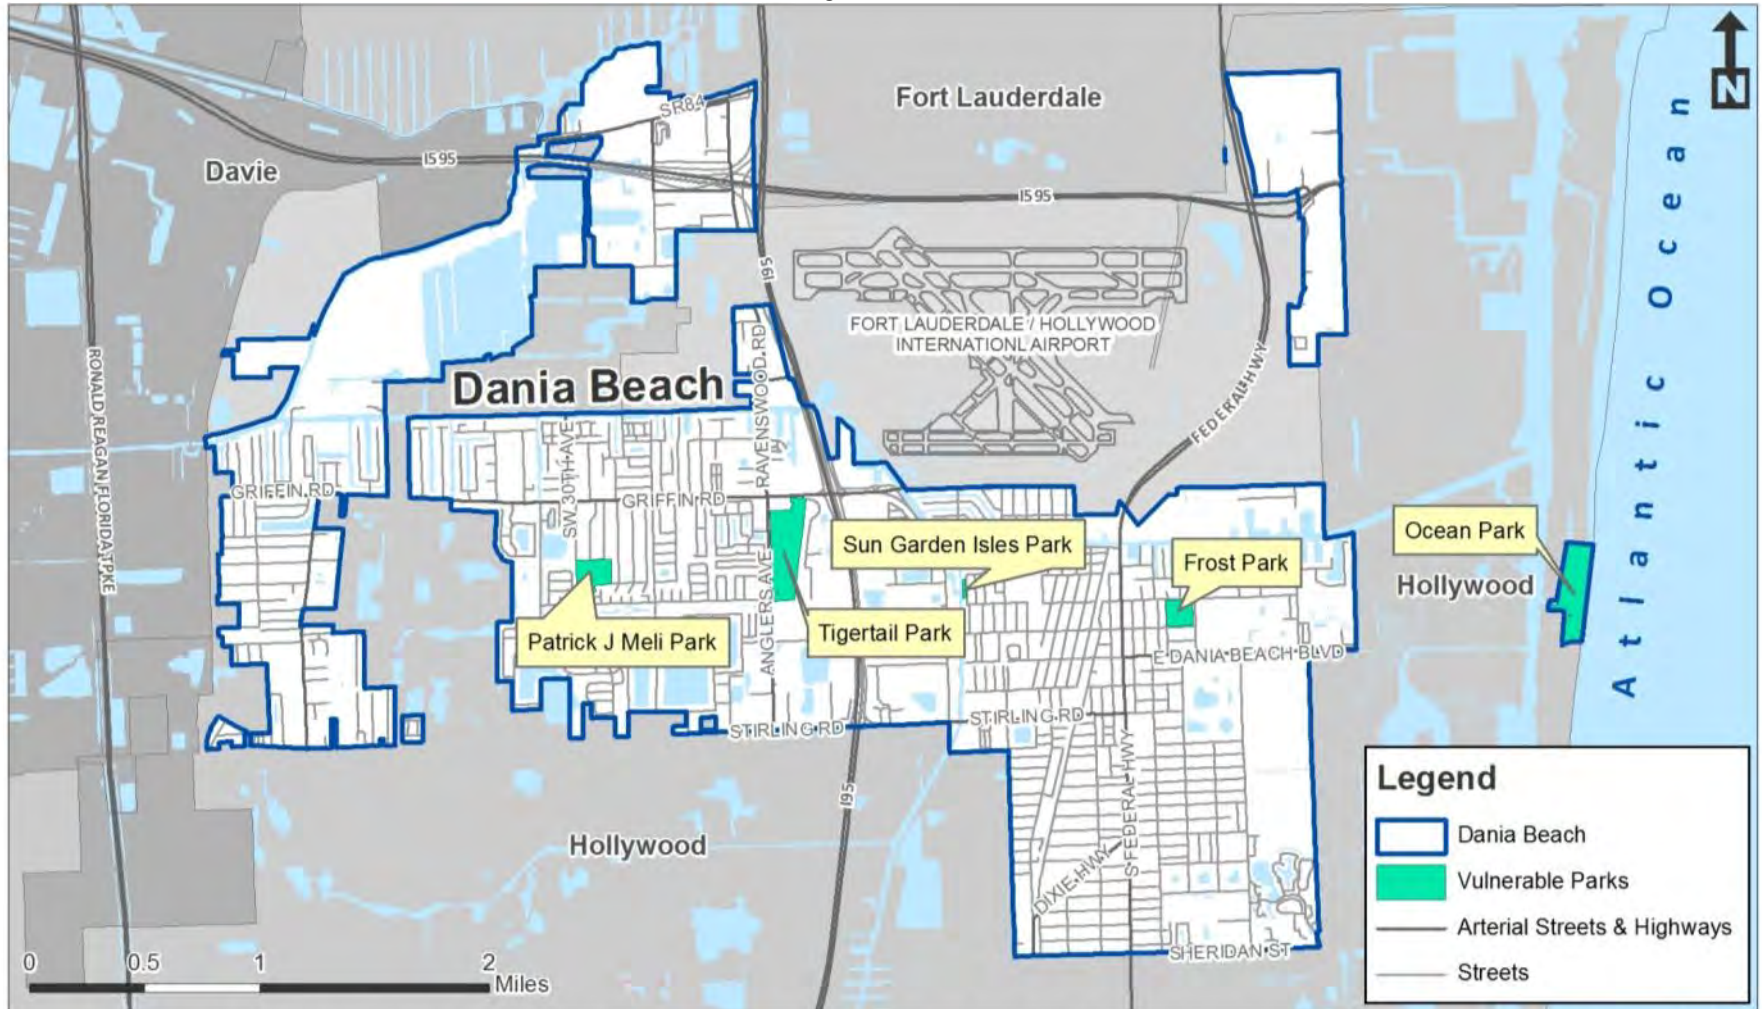 N
Fort Lauderdale
SR84
Davie
I595
I595
Atlantic Ocean
I95
FORT LAUDERDALE / HOLLYWOOD
INTERNATIONL AIRPORT
RONALD REAGAN FLORIDA TPKE
RAVENSWOOD RD
Dania Beach
FEDERAL HWY
SW 30TH AVE
GRIFFIN RD
GRIFFIN RD
Ocean Park
Sun Garden Isles Park
Frost Park
Hollywood
ANGLERS AVE
Patrick J Meli Park
Tigertail Park
E DANIA BEACH BLVD
STIRLING RD
STIRLING RD
S FEDERAL HWY
I95
Hollywood
DIXIE HWY
SHERIDAN ST
Legend
Dania Beach
Vulnerable Parks
Arterial Streets & Highways
Streets
0 0.5 1 2
Miles